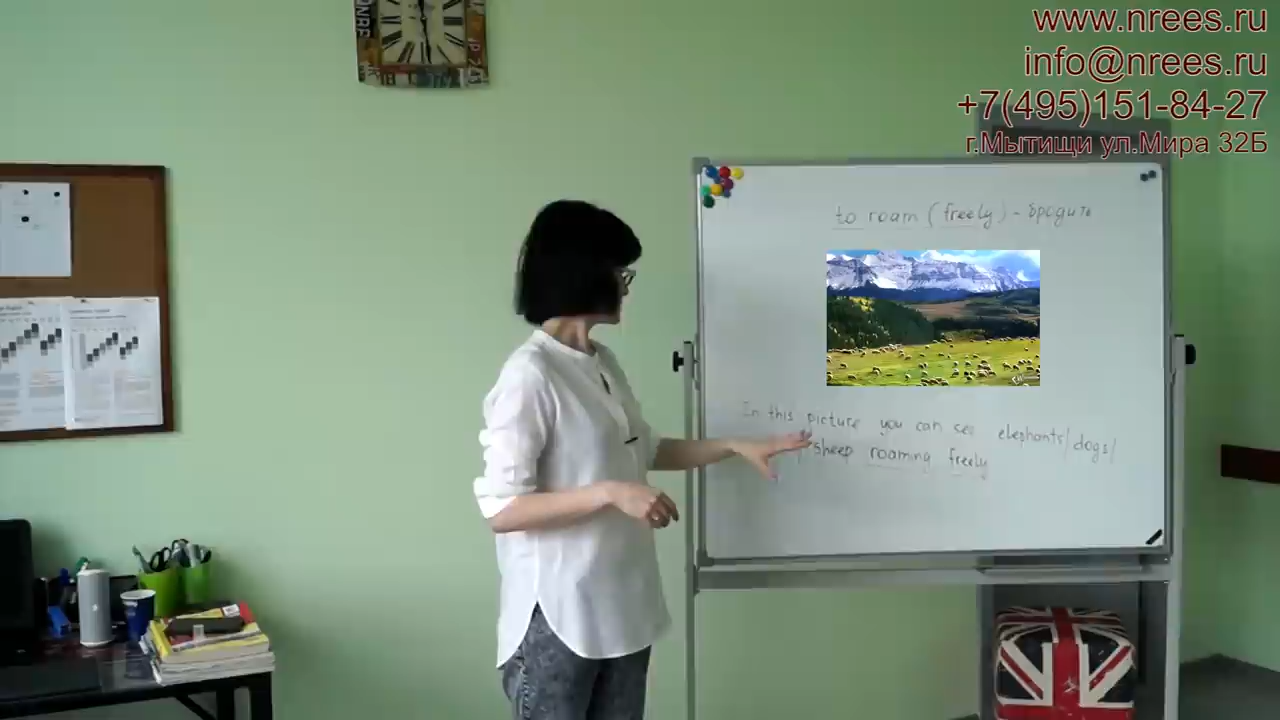 www.nrees.ru
info@nrees.ru
+7(495)151-84-27
г.Мытищи ул.Мира 32Б
to roam (freely) - бродить
In this picture you can see elephants/dogs/
sheep roaming freely